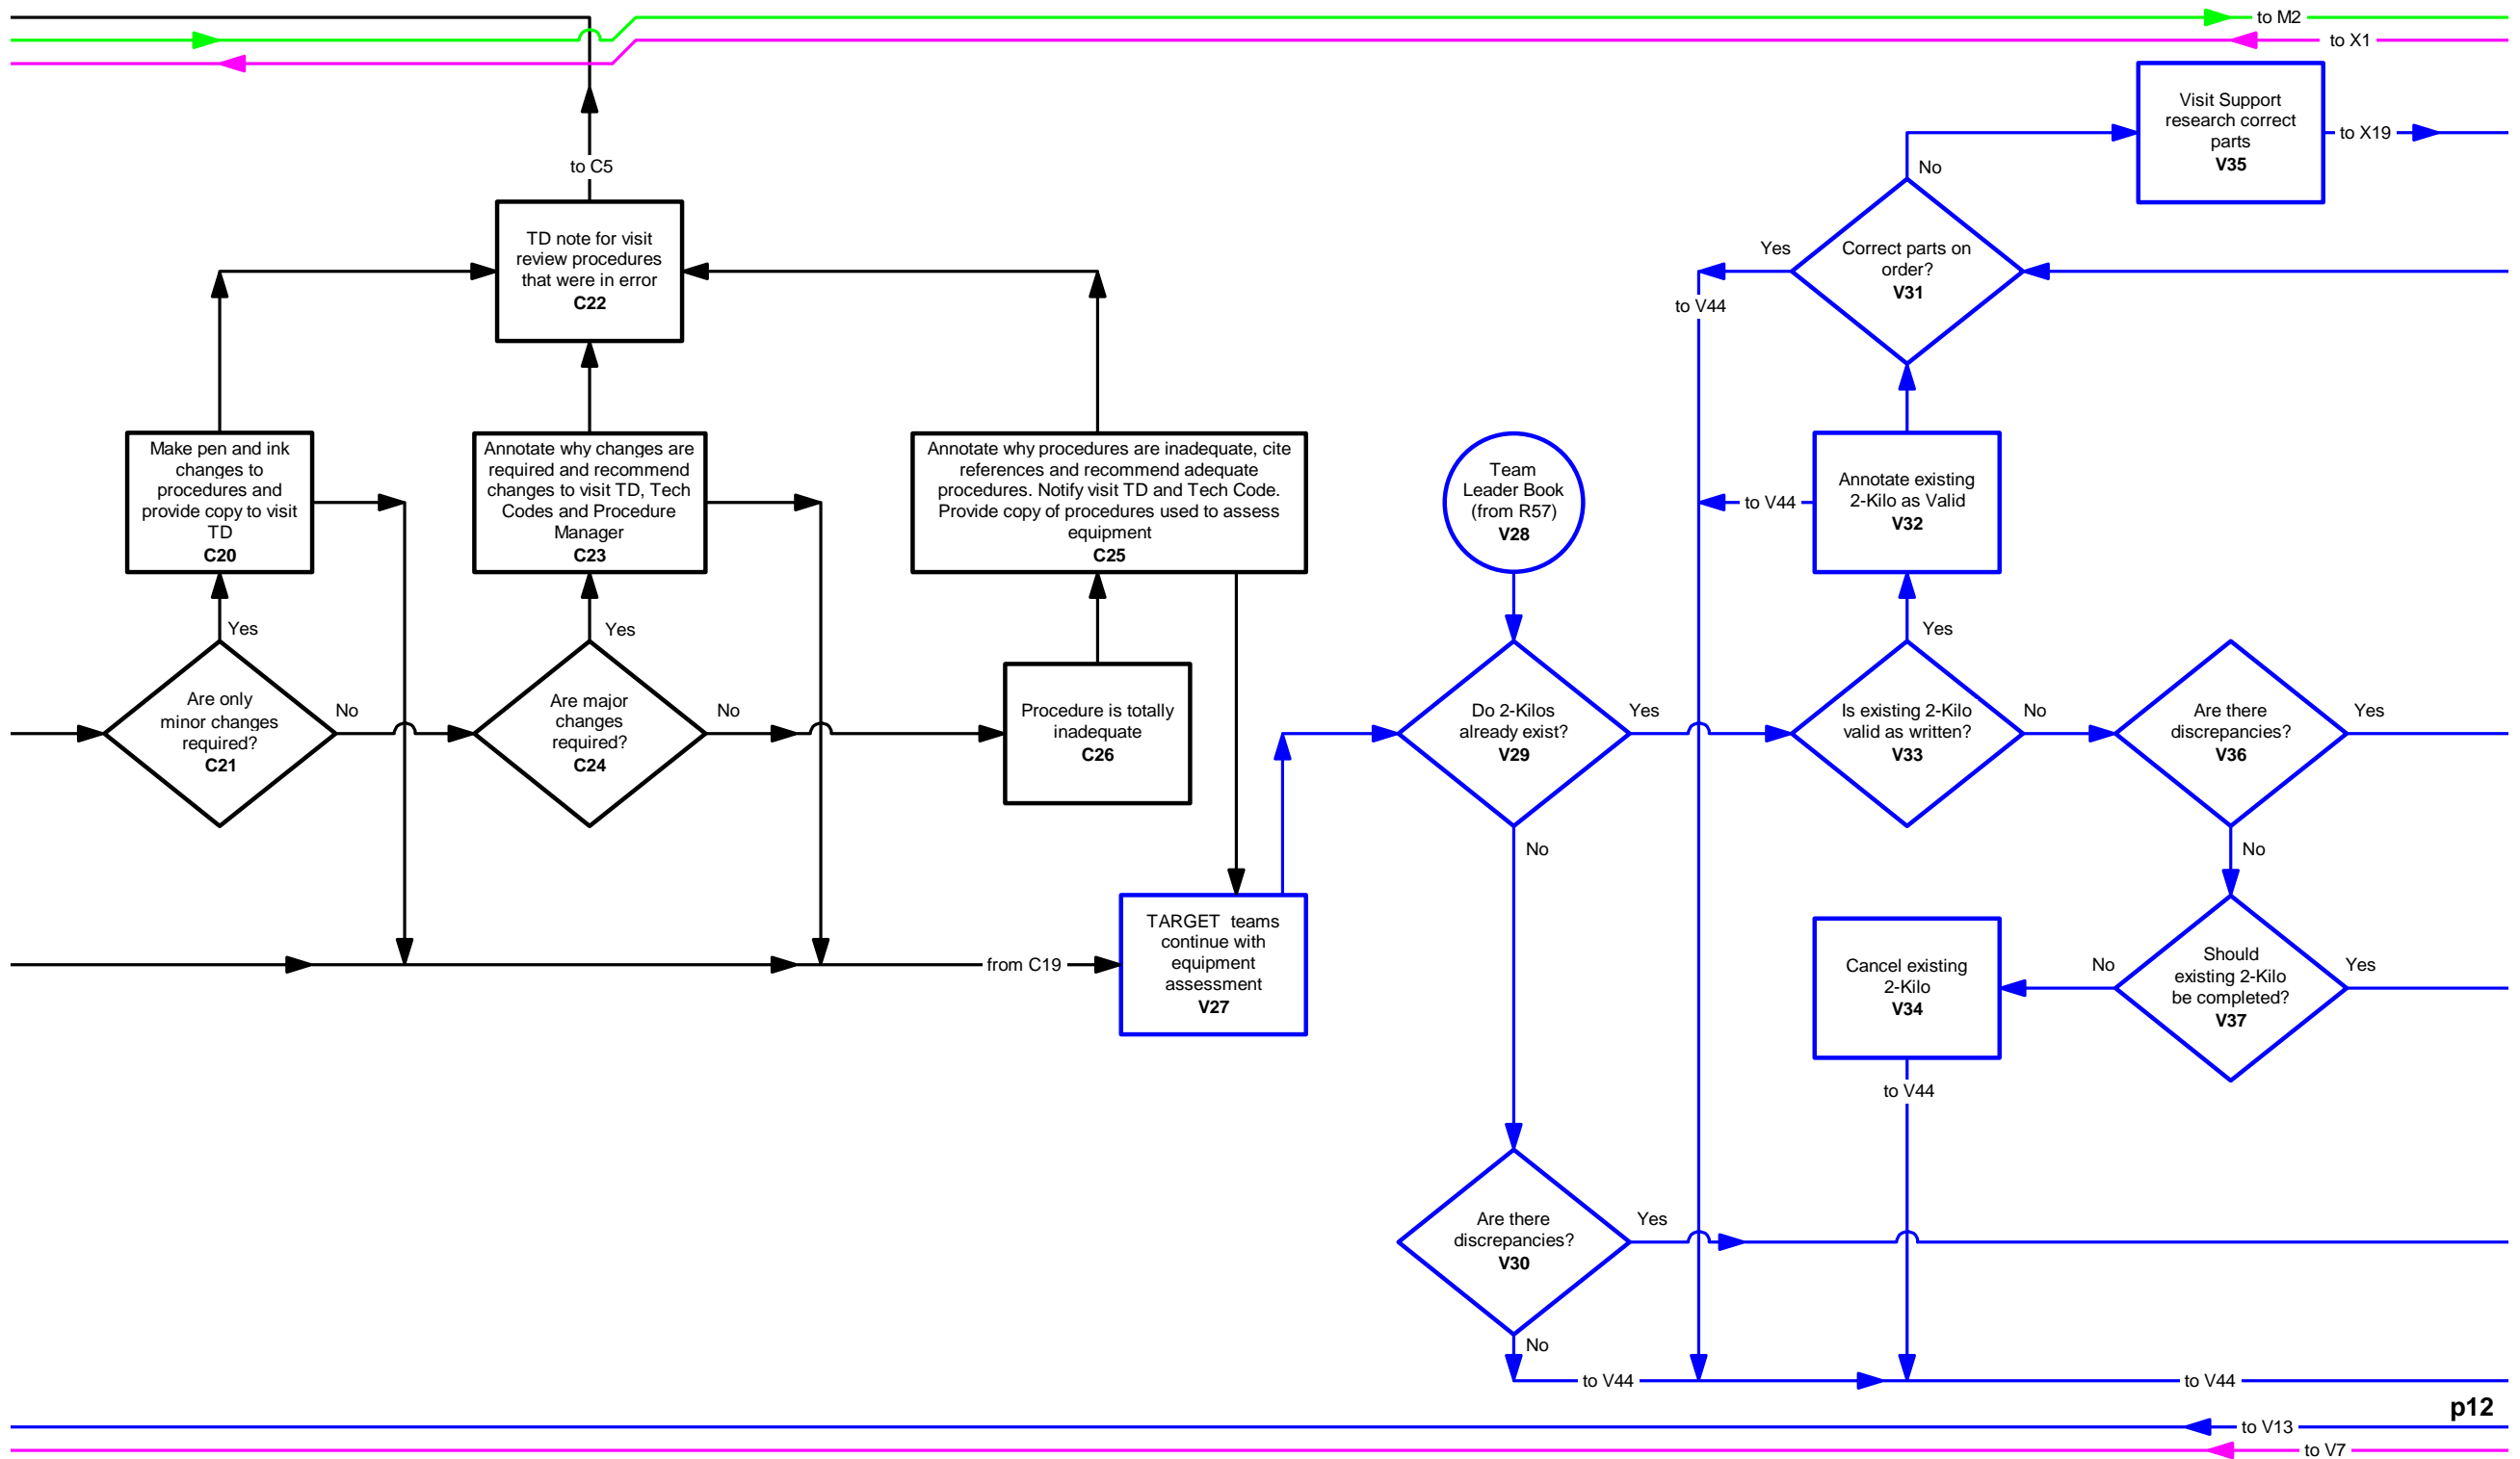 to M2
to X1
Visit Support
research correct
parts
V35
to X19
to C5
No
TD note for visit
review procedures
that were in error
C22
Yes
Correct parts on
order?
V31
to V44
Make pen and ink
changes to
procedures and
provide copy to visit
TD
C20
Annotate why changes are
required and recommend
changes to visit TD, Tech
Codes and Procedure
Manager
C23
Annotate why procedures are inadequate, cite
references and recommend adequate
procedures. Notify visit TD and Tech Code.
Provide copy of procedures used to assess
equipment
C25
Team
Leader Book
(from R57)
V28
to V44
Annotate existing
2-Kilo as Valid
V32
Yes
Yes
Yes
Are only
minor changes
required?
C21
No
Are major
changes
required?
C24
No
Procedure is totally
inadequate
C26
Do 2-Kilos
already exist?
V29
Yes
Is existing 2-Kilo
valid as written?
V33
No
Are there
discrepancies?
V36
Yes
No
No
from C19
TARGET teams
continue with
equipment
assessment
V27
Cancel existing
2-Kilo
V34
No
Should
existing 2-Kilo
be completed?
V37
Yes
to V44
Are there
discrepancies?
V30
Yes
No
to V44
to V44
p12
to V13
to V7